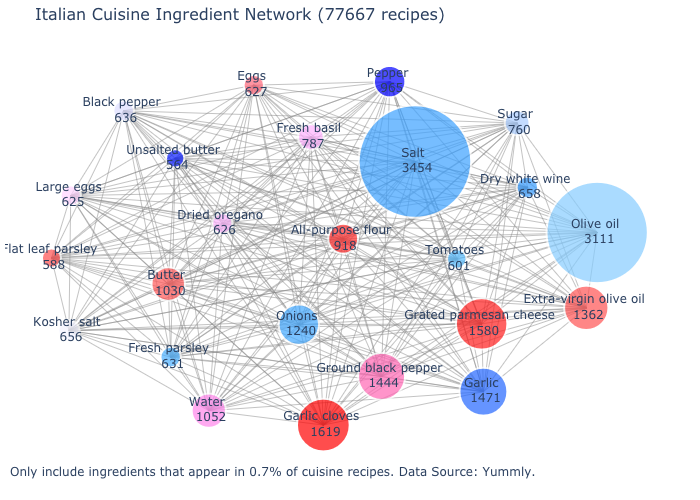 Italian Cuisine Ingredient Network (77667 recipes)
Eggs
627
Pepper
955
Black pepper
636
Sugar
760
Fresh basil
787
Unsalted butter
564
Salt
3454
Dry white wine
658
Large eggs
625
Dried oregano
626
Olive oil
3111
All-purpose flour
918
Flat leaf parsley
588
Tomatoes
601
Butter
1030
Extra-virgin olive oil
1362
Kosher salt
656
Onions
1240
Grated parmesan cheese
1580
Fresh parsley
631
Ground black pepper
1444
Garlic
1471
Water
1052
Garlic cloves
1619
Only include ingredients that appear in 0.7% of cuisine recipes. Data Source: Yummly.